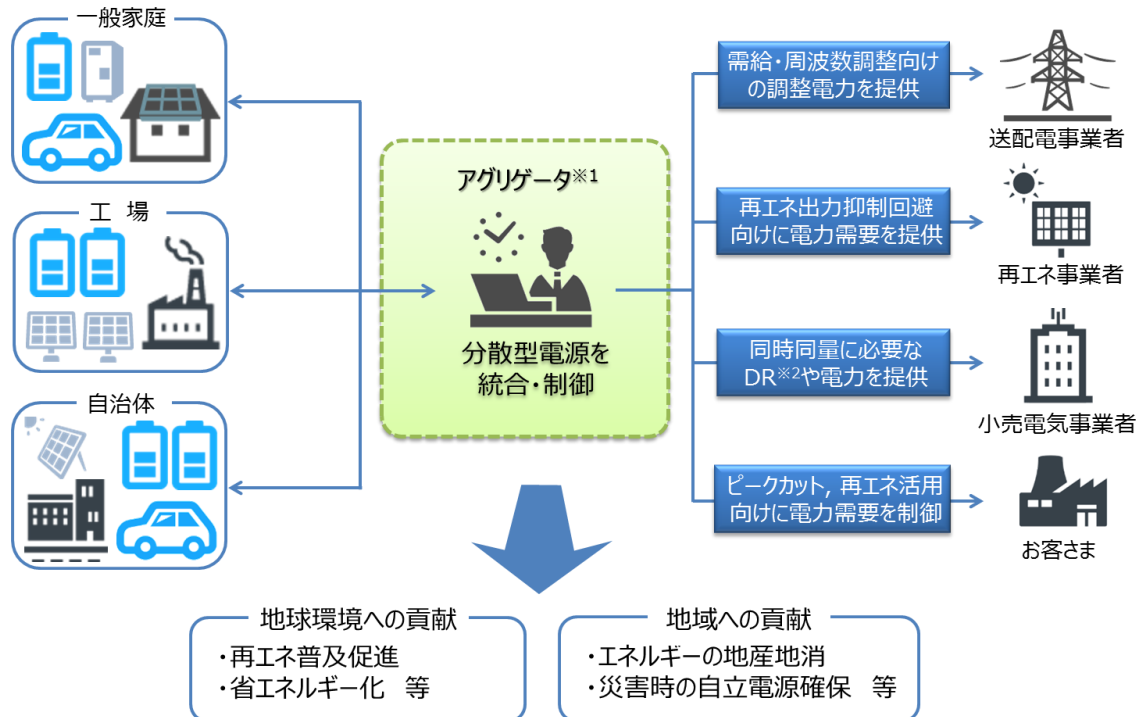 一般家庭
工 場
自治体
アグリゲータ※1
分散型電源を
統合・制御
需給・周波数調整向け
の調整電力を提供
送配電事業者
再エネ出力抑制回避
向けに電力需要を提供
再エネ事業者
同時同量に必要な
DR※2や電力を提供
小売電気事業者
ピークカット, 再エネ活用
向けに電力需要を制御
お客さま
地球環境への貢献
・再エネ普及促進
・省エネルギー化 等
地域への貢献
・エネルギーの地産地消
・災害時の自立電源確保 等